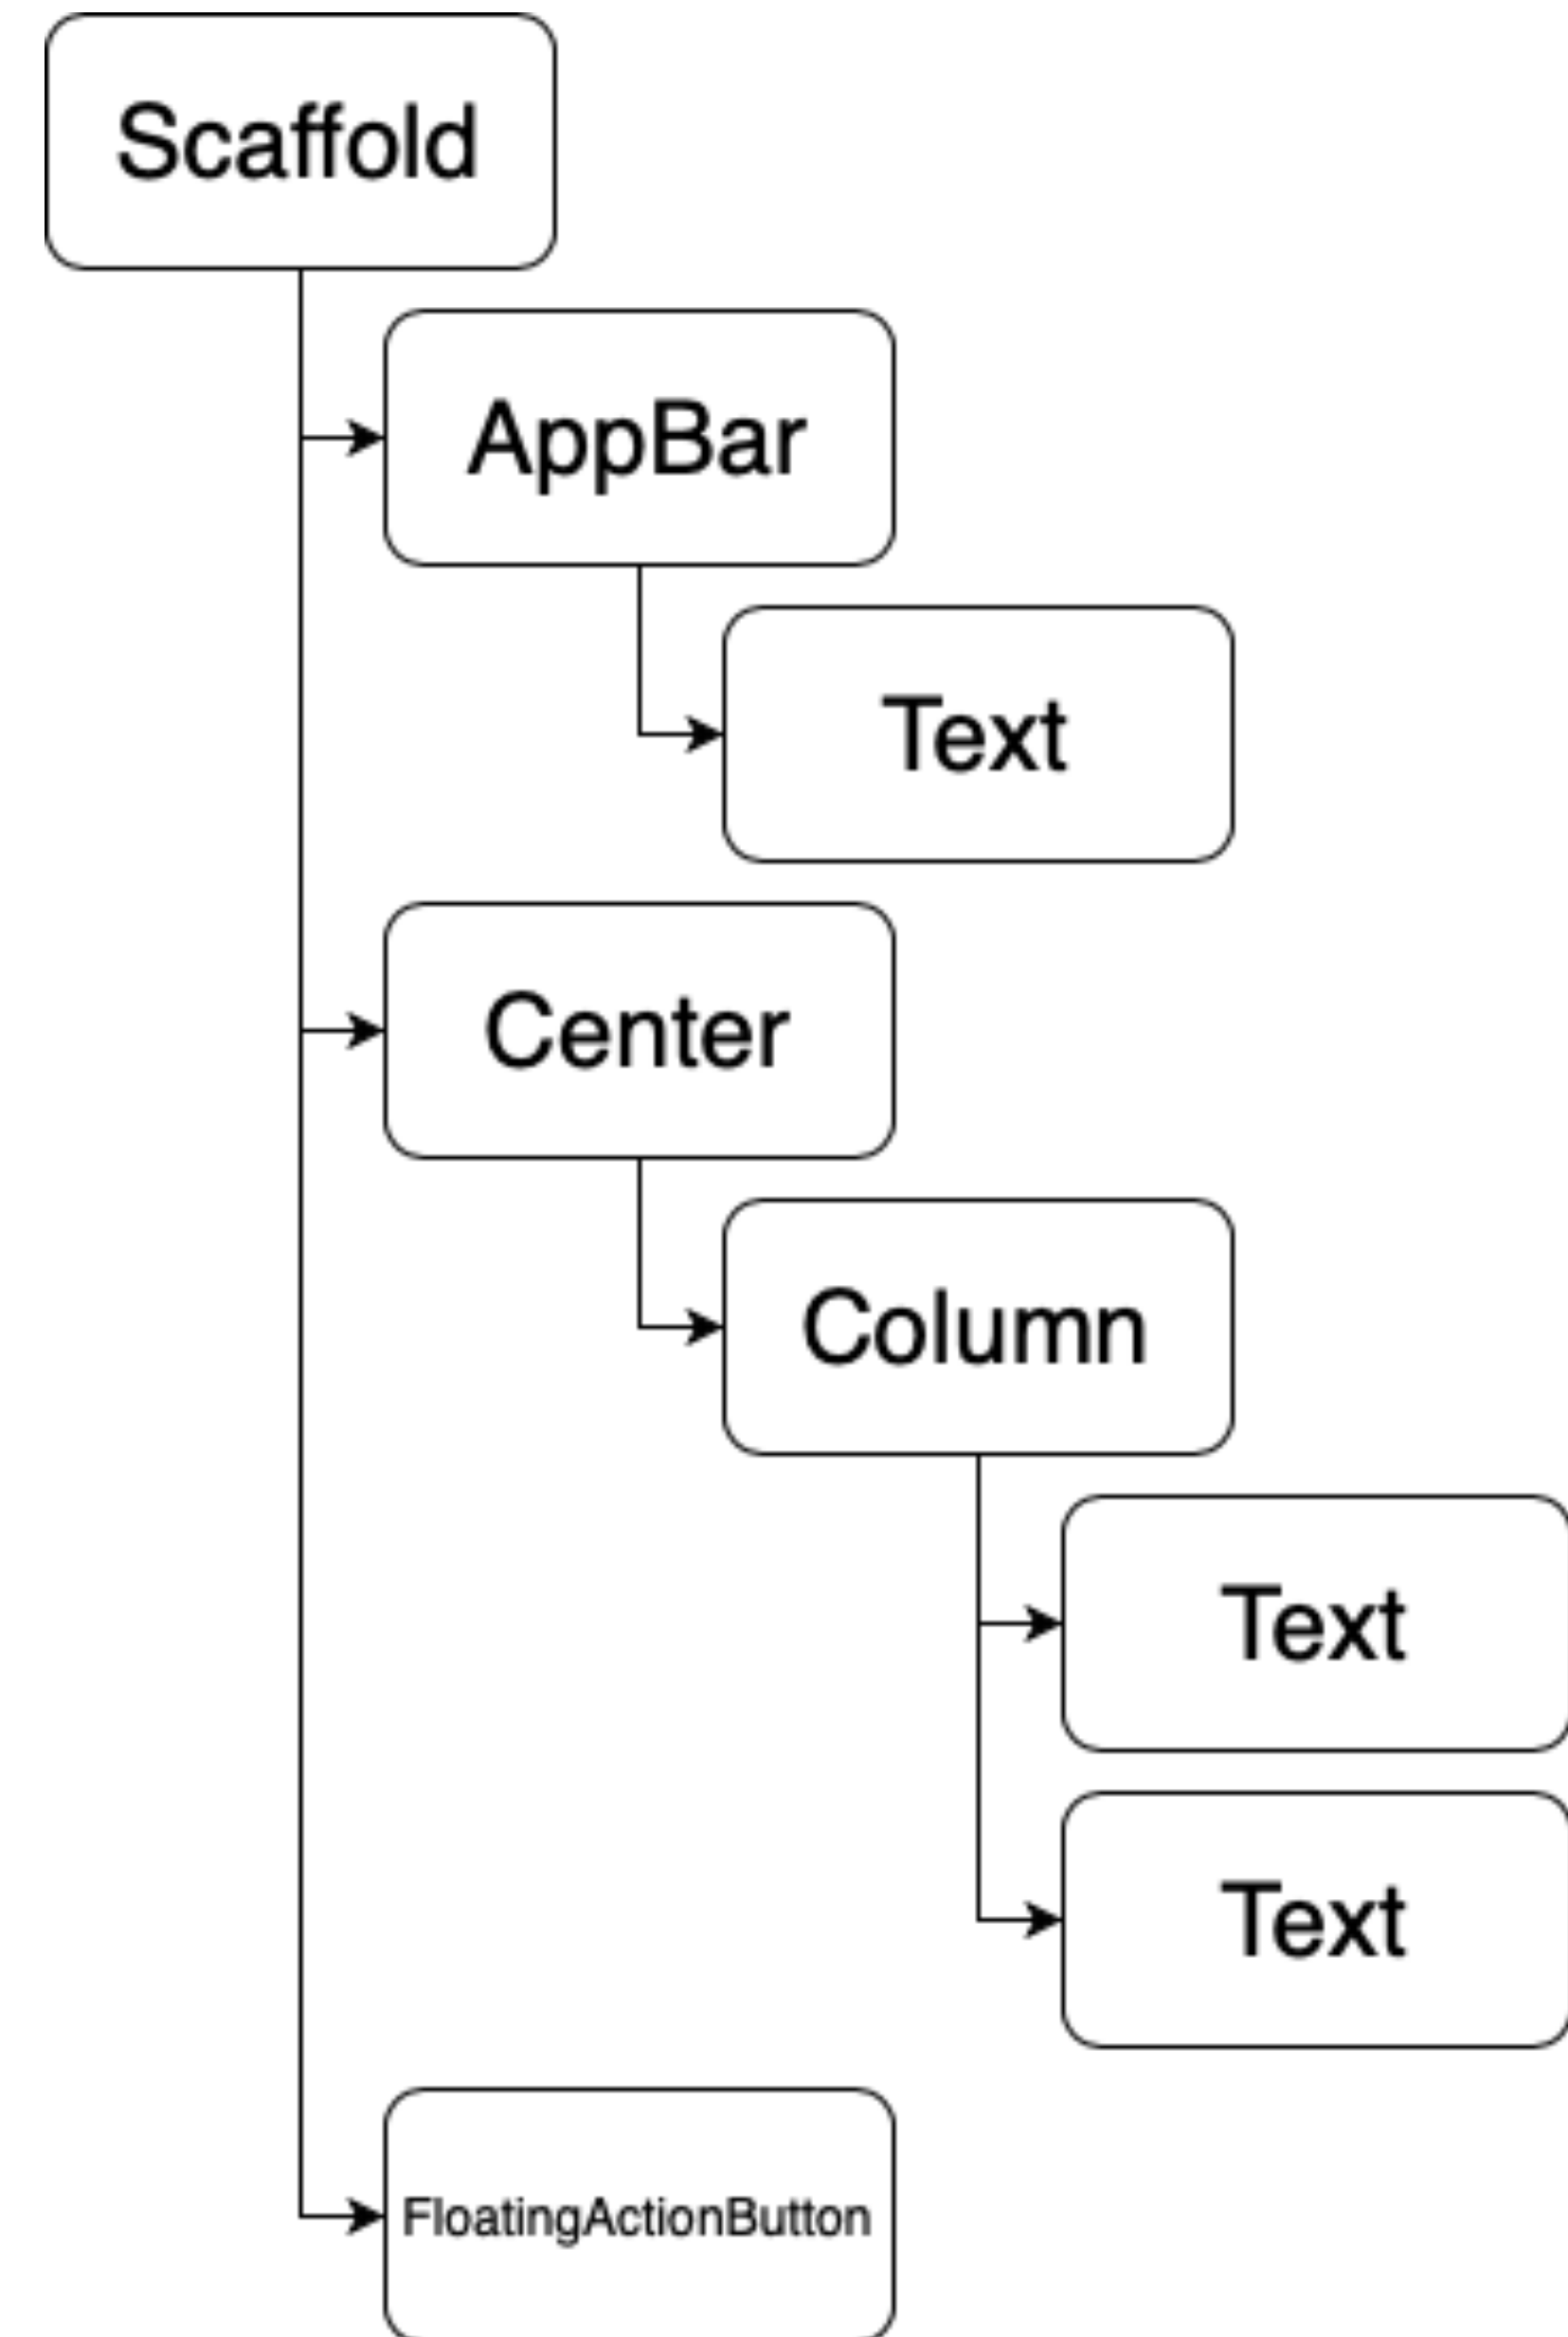 Scaffold
AppBar
Text
Center
Column
Text
Text
FloatingActionButton